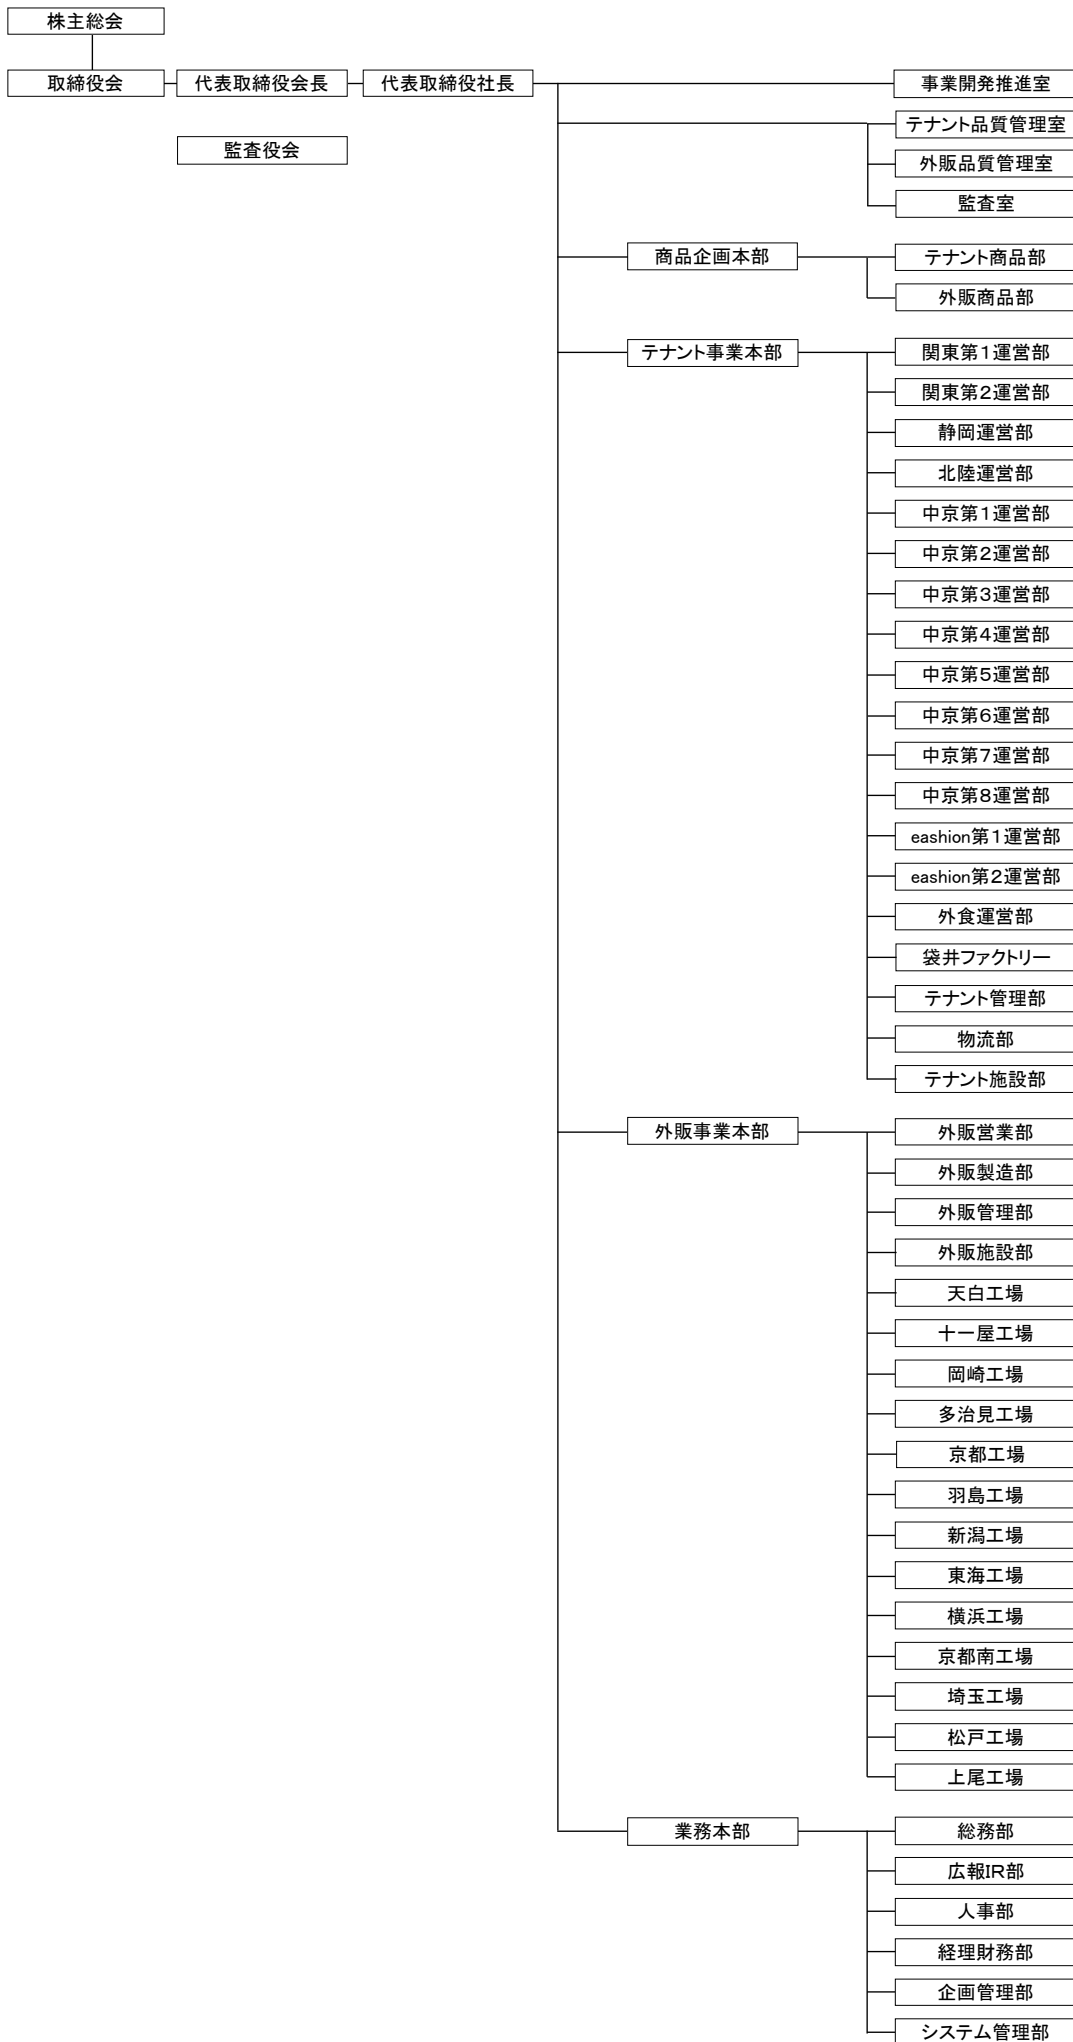 株主総会
取締役会
代表取締役会長
代表取締役社長
事業開発推進室
テナント品質管理室
監査役会
外販品質管理室
監査室
商品企画本部
テナント商品部
外販商品部
テナント事業本部
関東第1運営部
関東第2運営部
静岡運営部
北陸運営部
中京第1運営部
中京第2運営部
中京第3運営部
中京第4運営部
中京第5運営部
中京第6運営部
中京第7運営部
中京第8運営部
eashion第1運営部
eashion第2運営部
外食運営部
袋井ファクトリー
テナント管理部
物流部
テナント施設部
外販事業本部
外販営業部
外販製造部
外販管理部
外販施設部
天白工場
十一屋工場
岡崎工場
多治見工場
京都工場
羽島工場
新潟工場
東海工場
横浜工場
京都南工場
埼玉工場
松戸工場
上尾工場
業務本部
総務部
広報IR部
人事部
経理財務部
企画管理部
システム管理部